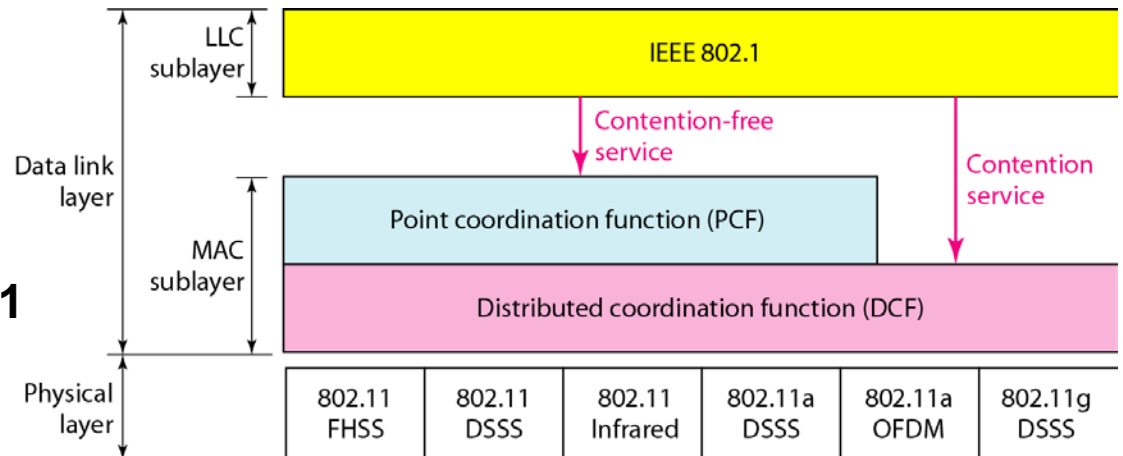 LLC
sublayer
IEEE 802.1
Contention-free
service
Contention
service
Data link
layer
Point coordination function (PCF)
MAC
sublayer
1
Distributed coordination function (DCF)
Physical
layer
802.11
FHSS
802.11
DSSS
802.11
Infrared
802.11a
DSSS
802.11a
OFDM
802.11g
DSSS